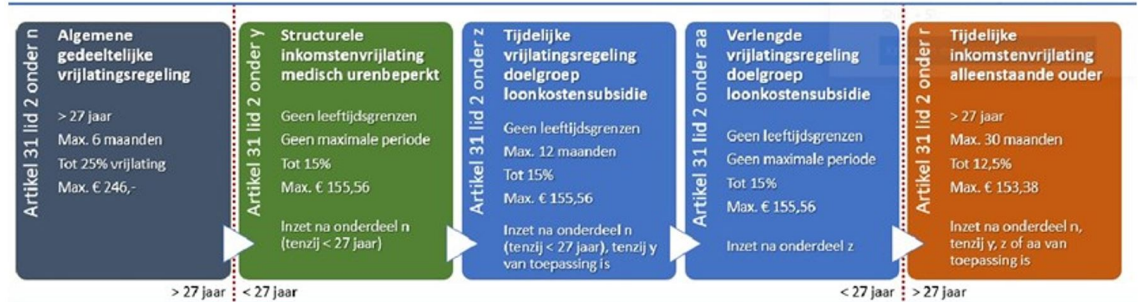 Artikel 31 lid 2 onder n
Algemene
gedeeltelijke
vrijlatingsregeling
> 27 jaar
Max. 6 maanden
Tot 25% vrijlating
Max. € 246,-
Artikel 31 lid 2 onder y
Structurele
inkomstenvrijlating
medisch urenbeperkt
Geen leeftijdsgrenzen
Geen maximale periode
Tot 15%
Max. € 155,56
Inzet na onderdeel n
(tenzij < 27 jaar)
Artikel 31 lid 2 onder z
Tijdelijke
vrijlatingsregeling
doelgroep
loonkostensubsidie
Geen leeftijdsgrenzen
Max. 12 maanden
Tot 15%
Max. € 155,56
Inzet na onderdeel n
(tenzij < 27 jaar), tenzij y
van toepassing is
Artikel 31 lid 2 onder aa
Verlengde
vrijlatingsregeling
doelgroep
loonkostensubsidie
Geen leeftijdsgrenzen
Geen maximale periode
Tot 15%
Max. € 155,56
Inzet na onderdeel z
Artikel 31 lid 2 onder r
Tijdelijke
inkomstenvrijlating
alleenstaande ouder
> 27 jaar
Max. 30 maanden
Tot 12,5%
Max. € 153,38
Inzet na onderdeel n,
tenzij y, z of aa van
toepassing is
> 27 jaar
< 27 jaar
< 27 jaar
> 27 jaar